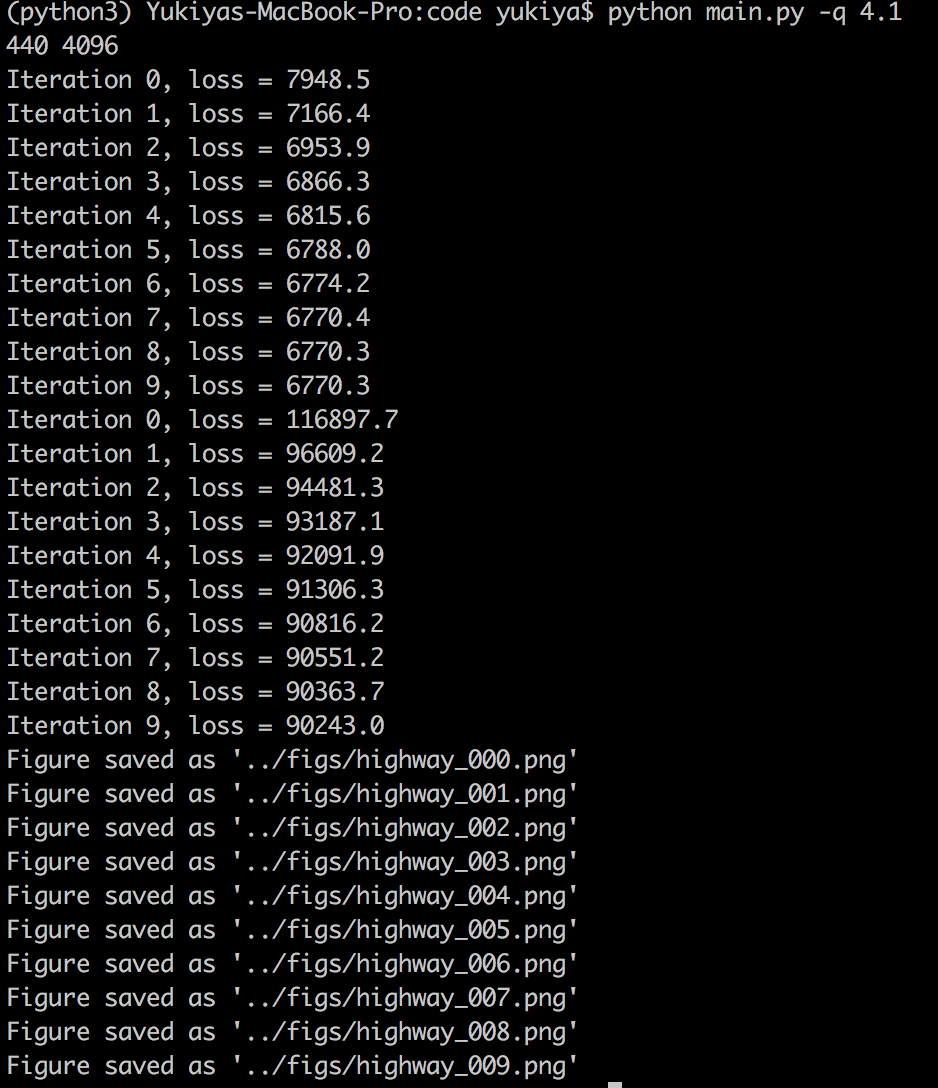 (python3) Yukiyas-MacBook-Pro:code yukiya$ python main.py -q 4.1
440 4096
Iteration 0, loss = 7948.5
Iteration 1, loss = 7166.4
Iteration 2, loss = 6953.9
Iteration 3, loss = 6866.3
Iteration 4, loss = 6815.6
Iteration 5, loss = 6788.0
Iteration 6, loss = 6774.2
Iteration 7, loss = 6770.4
Iteration 8, loss = 6770.3
Iteration 9, loss = 6770.3
Iteration 0, loss = 116897.7
Iteration 1, loss = 96609.2
Iteration 2, loss = 94481.3
Iteration 3, loss = 93187.1
Iteration 4, loss = 92091.9
Iteration 5, loss = 91306.3
Iteration 6, loss = 90816.2
Iteration 7, loss = 90551.2
Iteration 8, loss = 90363.7
Iteration 9, loss = 90243.0
Figure saved as '../figs/highway_000.png'
Figure saved as '../figs/highway_001.png'
Figure saved as '../figs/highway_002.png'
Figure saved as '../figs/highway_003.png'
Figure saved as '../figs/highway_004.png'
Figure saved as '../figs/highway_005.png'
Figure saved as '../figs/highway_006.png'
Figure saved as '../figs/highway_007.png'
Figure saved as '../figs/highway_008.png'
Figure saved as '../figs/highway_009.png'